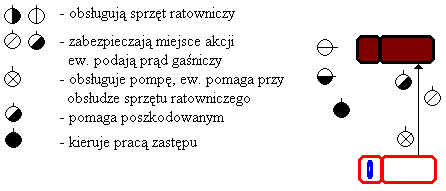 - obsługują sprzęt ratowniczy
- zabezpieczają miejsce akcji
ew. podają prąd gaśniczy
- obsługuje pompę, ew. pomaga przy
obsłudze sprzętu ratowniczego
- pomaga poszkodowanym
- kieruje pracą zastępu